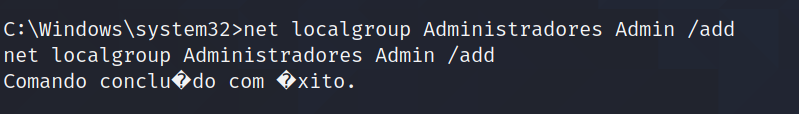 C:\Windows\system32>net localgroup Administradores Admin /add
net localgroup Administradores Admin /add
Comando conclu�do com �xito.